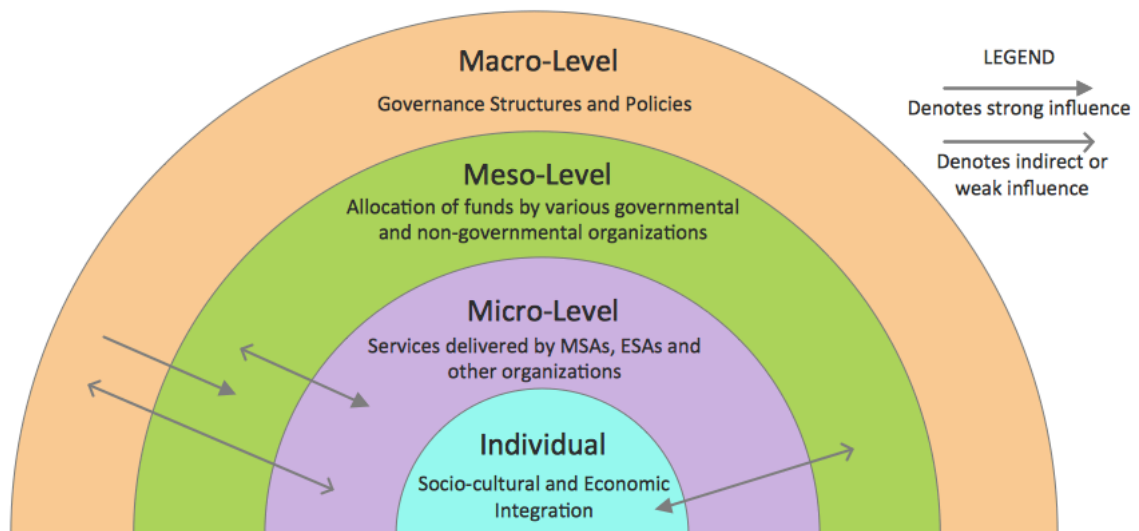 Macro-Level
Governance Structures and Policies
Meso-Level
Allocation of funds by various governmental
and non-governmental organizations
Micro-Level
Services delivered by MSAs, ESAs and
other organizations
Individual
Socio-cultural and Economic
Integration
LEGEND
Denotes strong influence
Denotes indirect or
weak influence